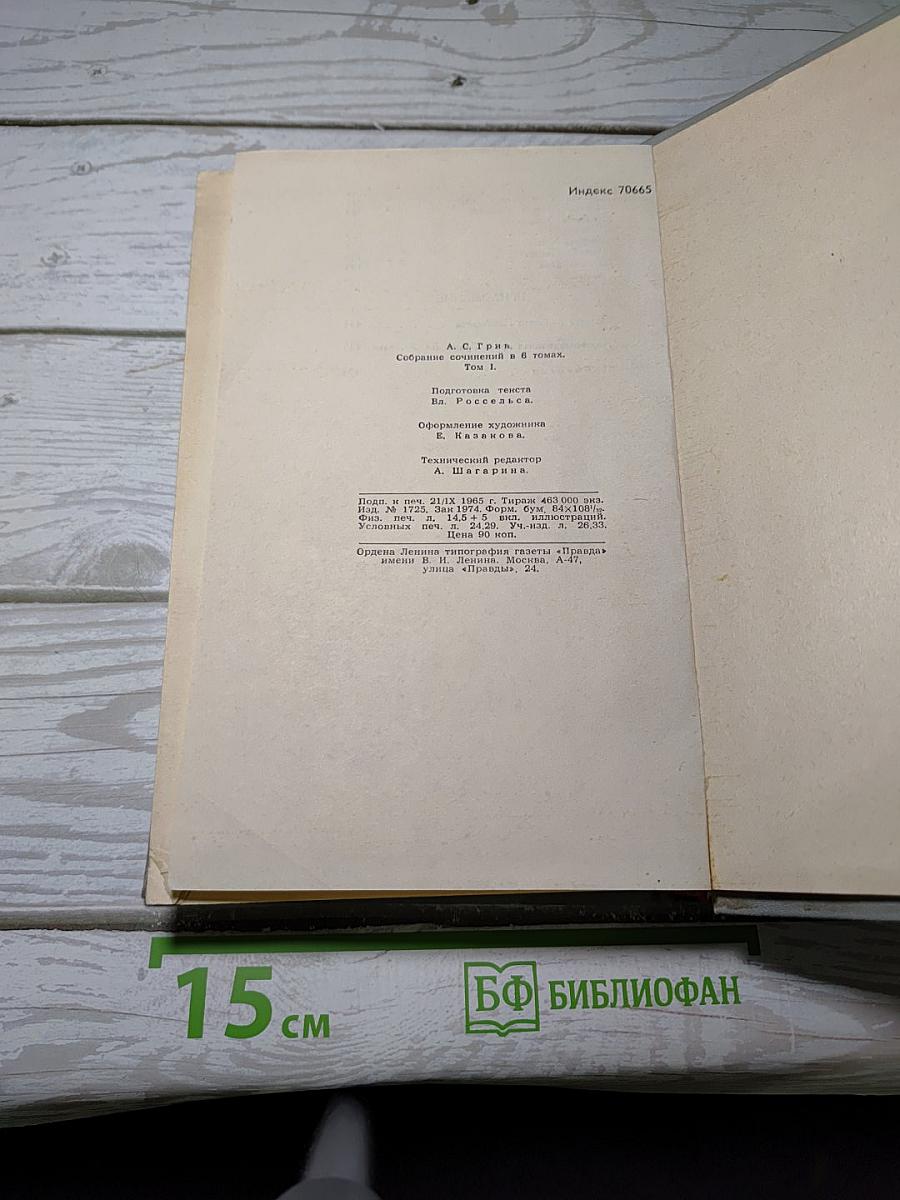 Индекс 70665
А. С. Грин.
Собрание сочинений в 6 томах.
Том 1.
Подготовка текста
Вл. Россельса.
Оформление художника
Е. Казакова.
Технический редактор
А. Шагарина.
Подп. к печ. 21/IX 1965 г. Тираж 463 000 экз.
Изд. № 1725. Зак 1974. Форм. бум. 84×108¹/₃₂.
Физ. печ. л. 14,5 + 5 вкл. иллюстраций.
Условных печ. л. 24,29. Уч.-изд. л. 26,33.
Цена 90 коп.
Ордена Ленина типография газеты «Правда»
имени В. И. Ленина. Москва, А-47,
улица «Правды», 24.
15 см
БФ БИБЛИОФАН